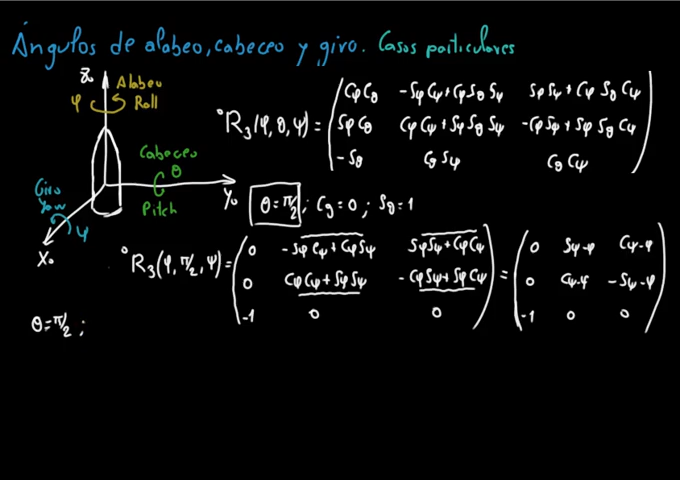 Ángulos de alabeo, cabeceo y giro. Casos particulares
Z₀
Alabeo
φ Roll
Cabeceo
θ
Pitch
Y₀
Giro
Yaw
ψ
X₀
⁰R₃(φ, θ, ψ) = ( CφCθ -SφCψ+CφSθSψ SφSψ+CφSθCψ
SφCθ CφCψ+SφSθSψ -CφSψ+SφSθCψ
-Sθ CθSψ CθCψ )
θ=π/2 ; Cθ=0 ; Sθ=1
⁰R₃(φ, π/2, ψ) = ( 0 -SφCψ+CφSψ SφSψ+CφCψ
0 CφCψ+SφSψ -CφSψ+SφCψ
-1 0 0 )
= ( 0 Sψ-φ Cψ-φ
0 Cψ-φ -Sψ-φ
-1 0 0 )
θ=π/2 ;